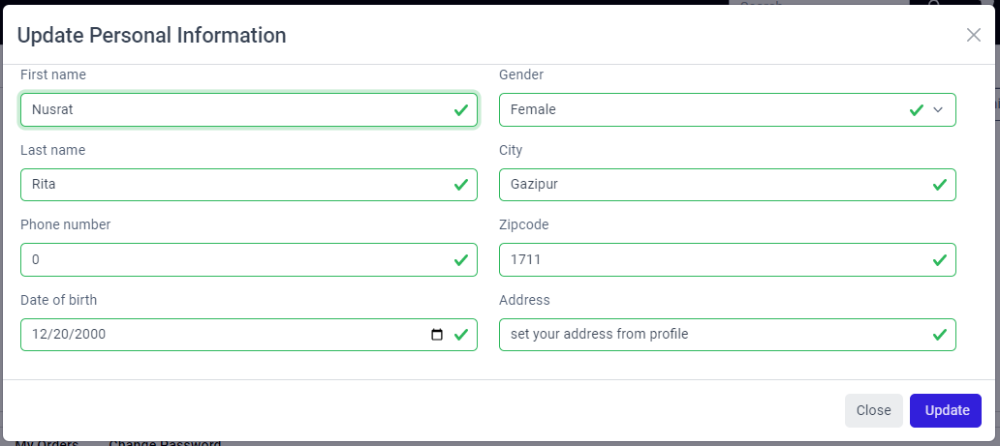 Search
Update Personal Information
First name
Gender
Nusrat
Female
Last name
City
Rita
Gazipur
Phone number
Zipcode
0
1711
Date of birth
Address
12/20/2000
set your address from profile
Close
Update
My Orders
Change Password